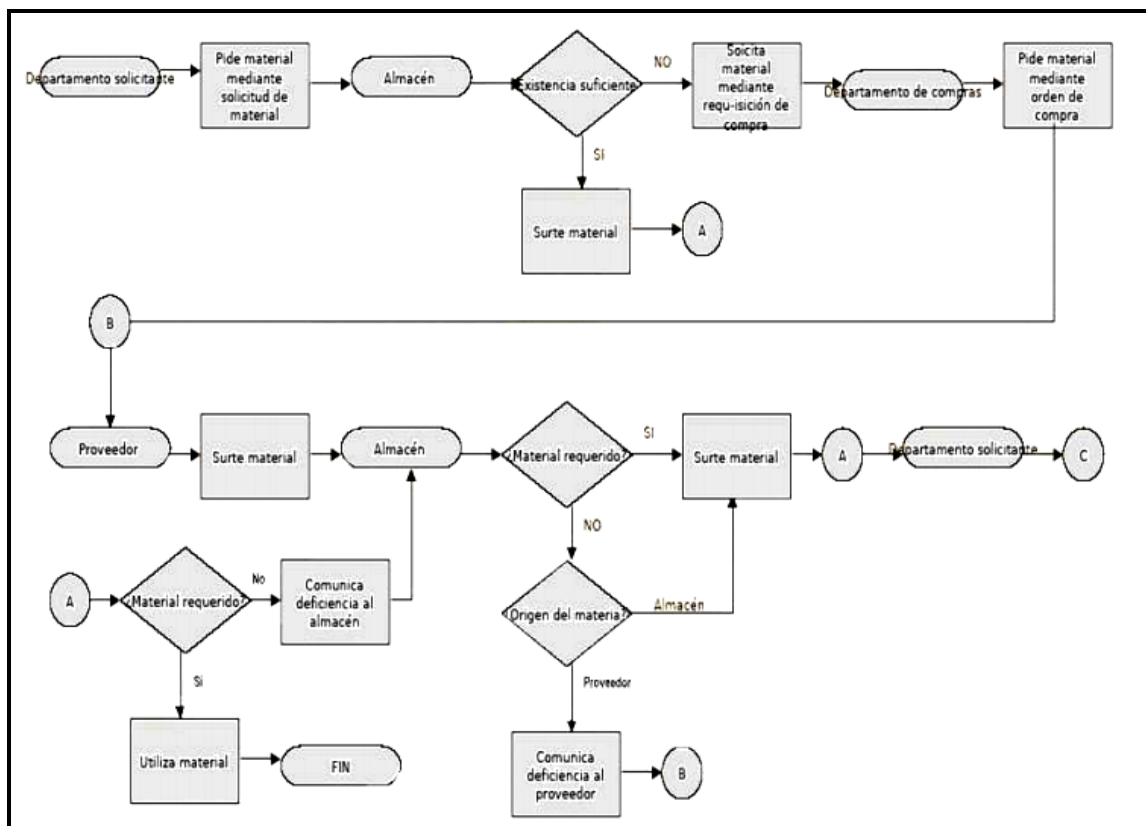 Departamento solicitante
Pide material
mediante
solicitud de
material
Almacén
Existencia suficiente
NO
Soicita
material
mediante
requ-isición de
compra
Departamento de compras
Pide material
mediante
orden de
compra
SI
Surte material
A
B
Proveedor
Surte material
Almacén
¿Material requerido?
SI
Surte material
A
Departamento solicitante
C
NO
A
¿Material requerido?
No
Comunica
deficiencia al
almacén
¿Origen del materia?
Almacén
Si
Proveedor
Utiliza material
FIN
Comunica
deficiencia al
proveedor
B